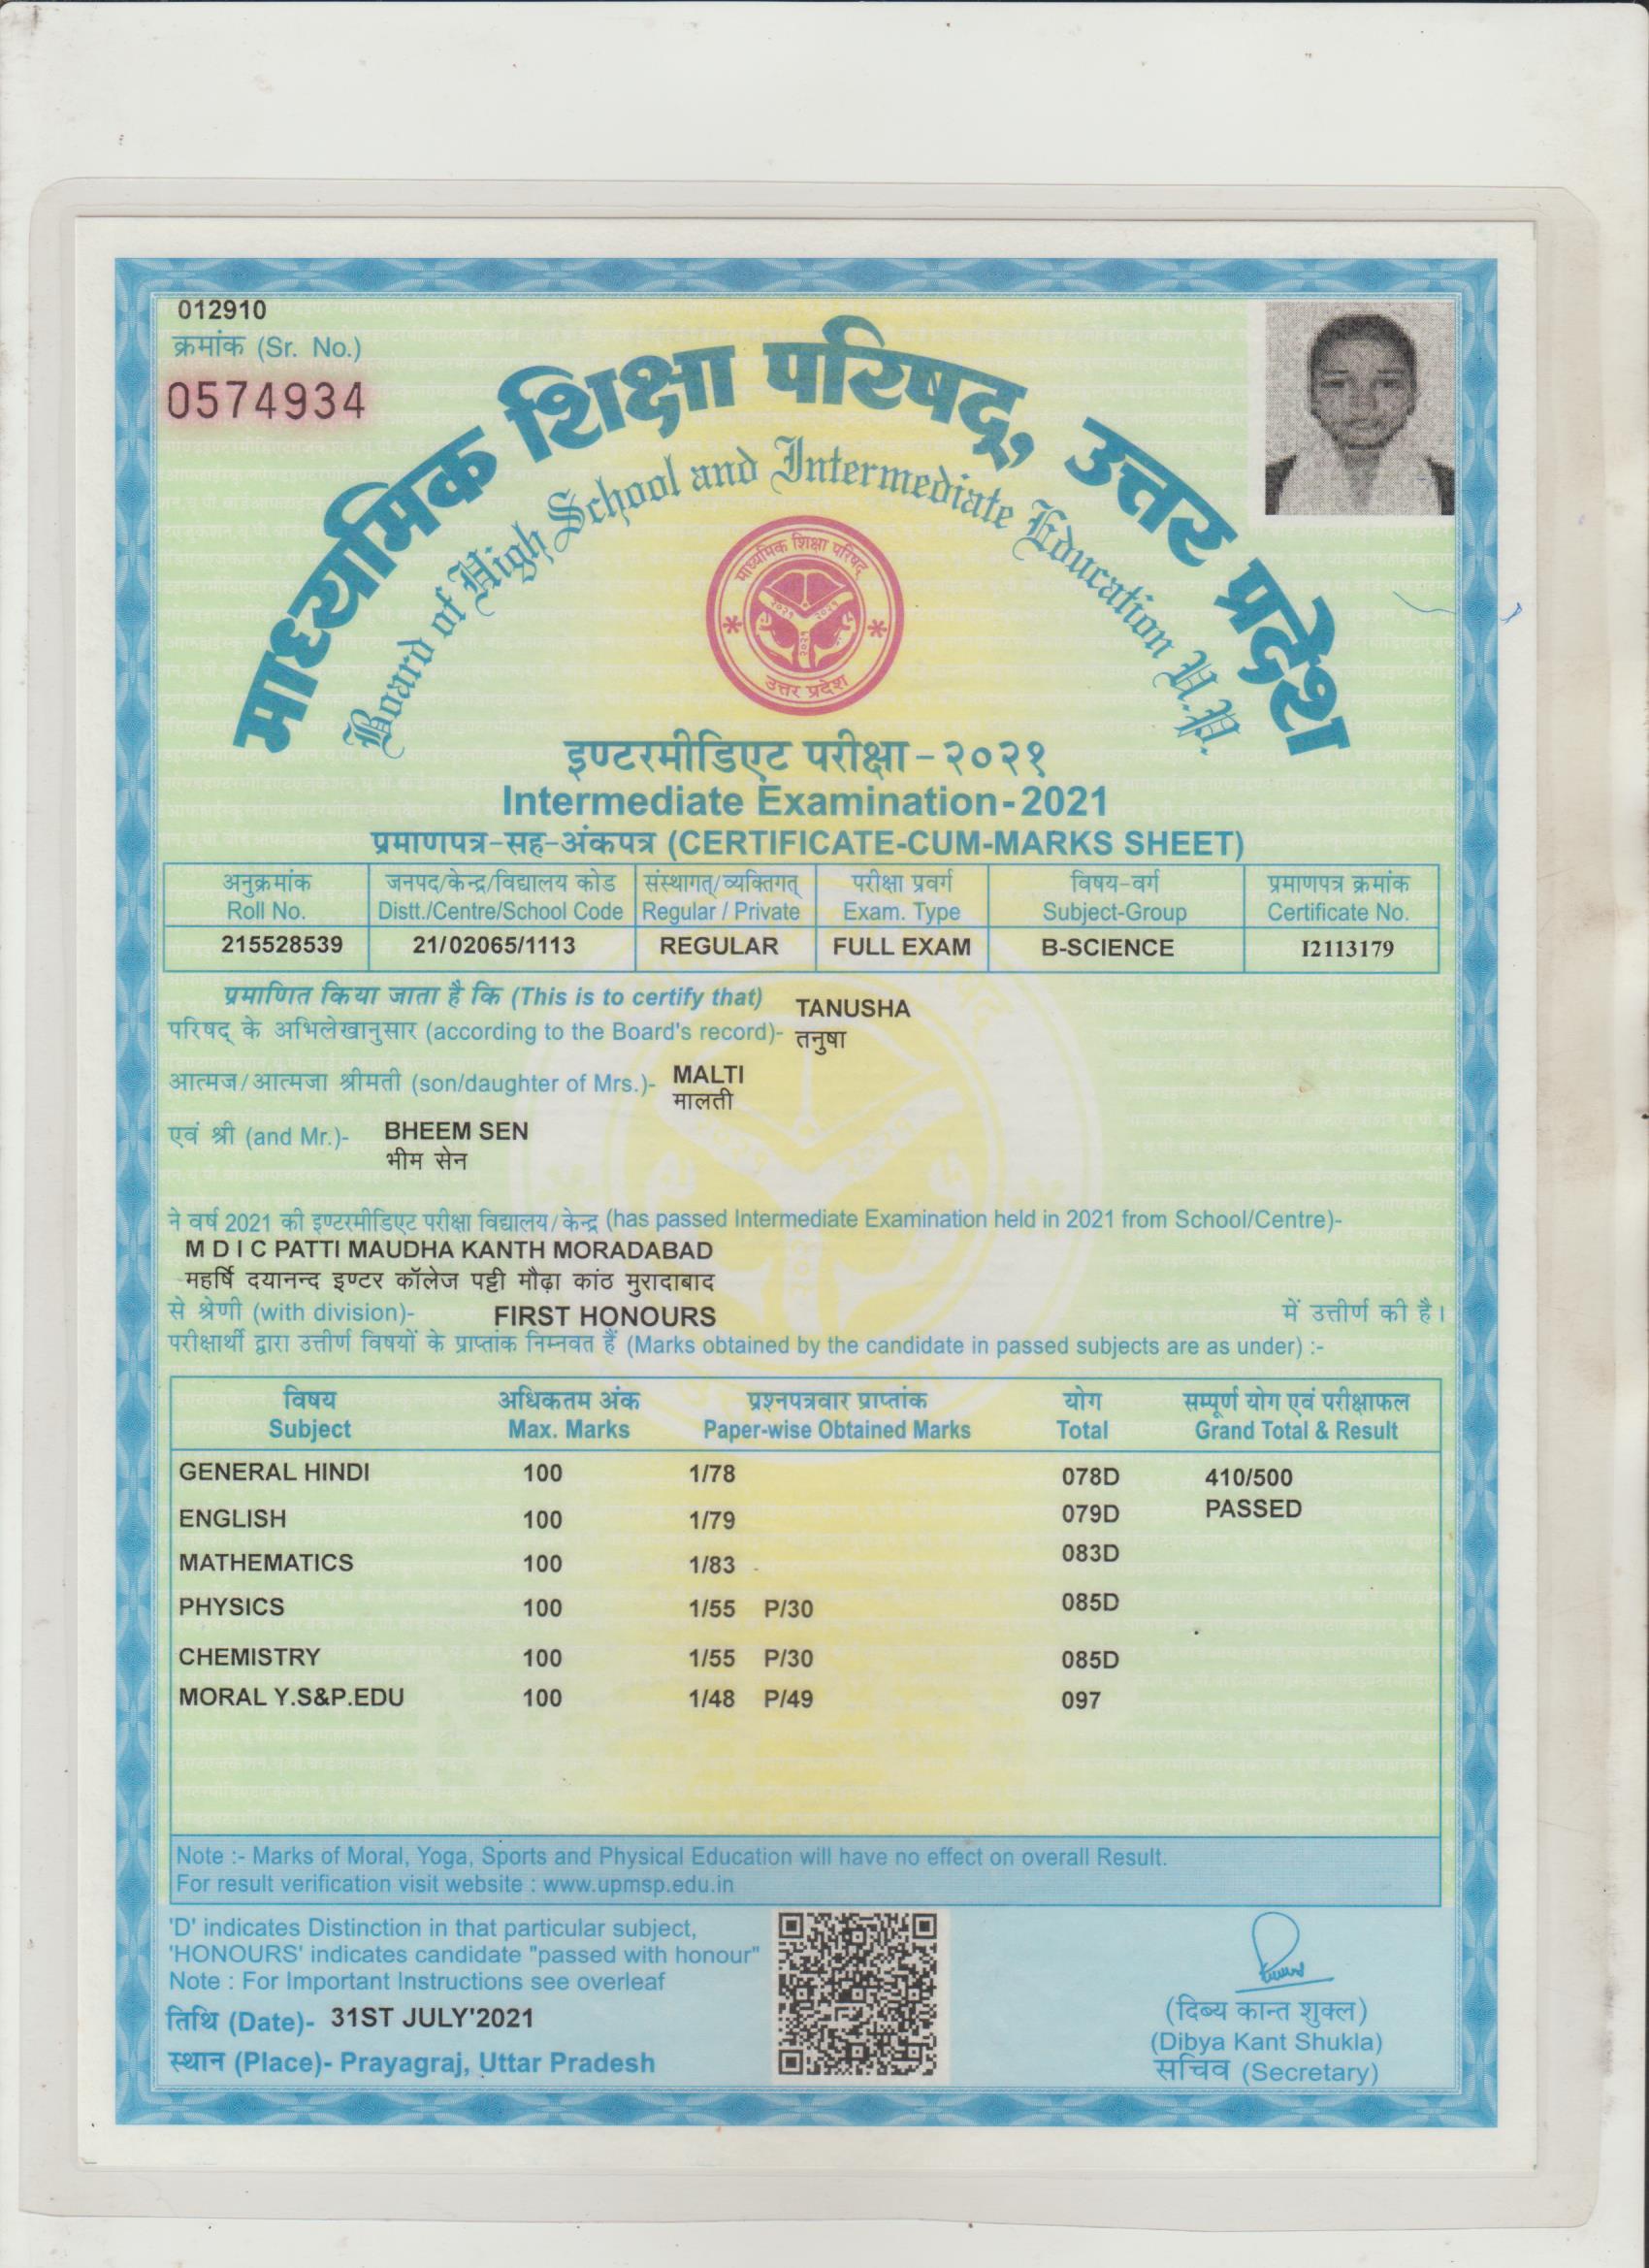 012910
क्रमांक (Sr. No.)
0574934
माध्यमिक शिक्षा परिषद्, उत्तर प्रदेश
Board of High School and Intermediate Education U.P.
माध्यमिक शिक्षा परिषद्
२०२१ २०२१
२०२१
उत्तर प्रदेश
इण्टरमीडिएट परीक्षा-२०२१
Intermediate Examination-2021
प्रमाणपत्र-सह-अंकपत्र (CERTIFICATE-CUM-MARKS SHEET)
अनुक्रमांक जनपद/केन्द्र/विद्यालय कोड संस्थागत्/व्यक्तिगत् परीक्षा प्रवर्ग विषय-वर्ग प्रमाणपत्र क्रमांक
Roll No. Distt./Centre/School Code Regular / Private Exam. Type Subject-Group Certificate No.
215528539 21/02065/1113 REGULAR FULL EXAM B-SCIENCE I2113179
प्रमाणित किया जाता है कि (This is to certify that) TANUSHA
परिषद् के अभिलेखानुसार (according to the Board's record)- तनुषा
आत्मज/आत्मजा श्रीमती (son/daughter of Mrs.)- MALTI
मालती
एवं श्री (and Mr.)- BHEEM SEN
भीम सेन
ने वर्ष 2021 की इण्टरमीडिएट परीक्षा विद्यालय/केन्द्र (has passed Intermediate Examination held in 2021 from School/Centre)-
M D I C PATTI MAUDHA KANTH MORADABAD
महर्षि दयानन्द इण्टर कॉलेज पट्टी मौढ़ा कांठ मुरादाबाद
से श्रेणी (with division)- FIRST HONOURS में उत्तीर्ण की है।
परीक्षार्थी द्वारा उत्तीर्ण विषयों के प्राप्तांक निम्नवत हैं (Marks obtained by the candidate in passed subjects are as under) :-
विषय अधिकतम अंक प्रश्नपत्रवार प्राप्तांक योग सम्पूर्ण योग एवं परीक्षाफल
Subject Max. Marks Paper-wise Obtained Marks Total Grand Total & Result
GENERAL HINDI 100 1/78 078D 410/500
ENGLISH 100 1/79 079D PASSED
MATHEMATICS 100 1/83 083D
PHYSICS 100 1/55 P/30 085D
CHEMISTRY 100 1/55 P/30 085D
MORAL Y.S&P.EDU 100 1/48 P/49 097
Note :- Marks of Moral, Yoga, Sports and Physical Education will have no effect on overall Result.
For result verification visit website : www.upmsp.edu.in
'D' indicates Distinction in that particular subject,
'HONOURS' indicates candidate "passed with honour"
Note : For Important Instructions see overleaf
तिथि (Date)- 31ST JULY'2021
स्थान (Place)- Prayagraj, Uttar Pradesh
(दिब्य कान्त शुक्ल)
(Dibya Kant Shukla)
सचिव (Secretary)